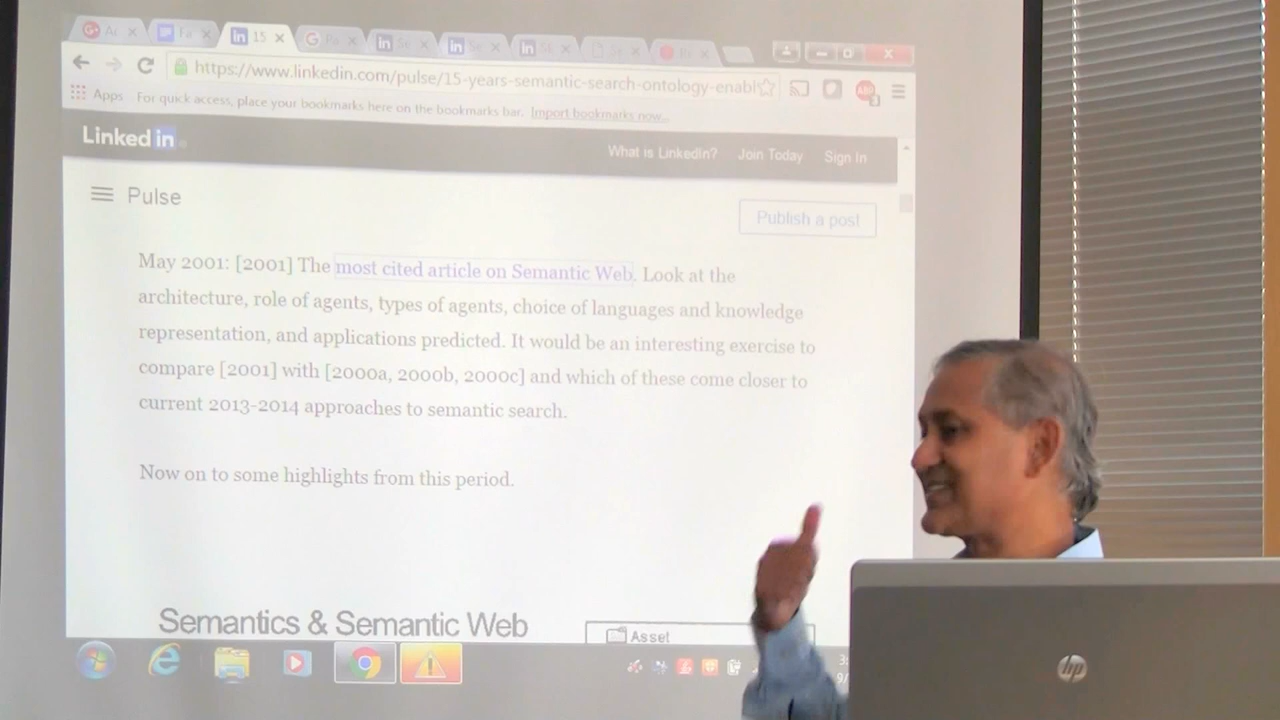 in 15
https://www.linkedin.com/pulse/15-years-semantic-search-ontology-enabl
Apps For quick access, place your bookmarks here on the bookmarks bar. Import bookmarks now...
Linked in
What is LinkedIn? Join Today Sign In
Pulse
Publish a post
May 2001: [2001] The most cited article on Semantic Web. Look at the
architecture, role of agents, types of agents, choice of languages and knowledge
representation, and applications predicted. It would be an interesting exercise to
compare [2001] with [2000a, 2000b, 2000c] and which of these come closer to
current 2013-2014 approaches to semantic search.
Now on to some highlights from this period.
Semantics & Semantic Web
Asset
hp